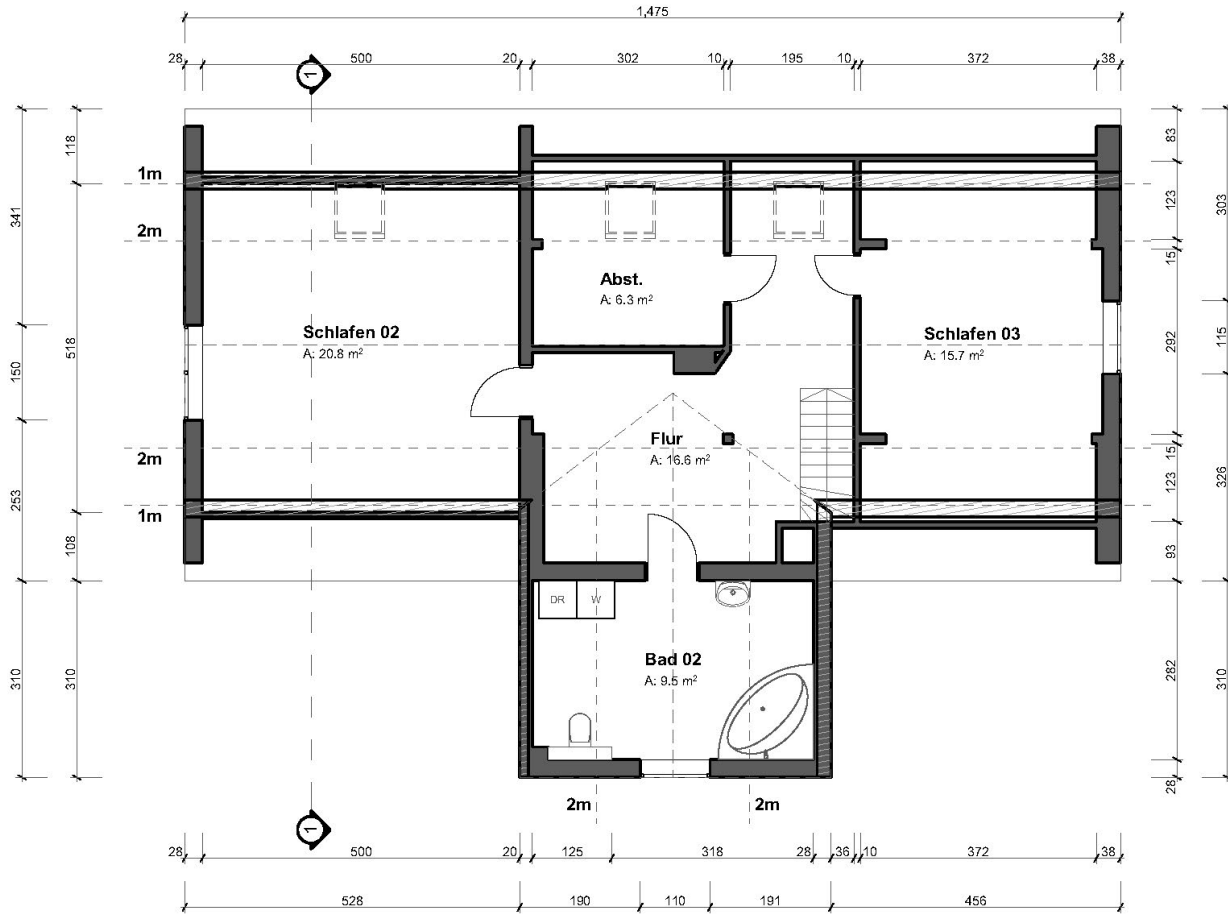 1,475
28 500 20 302 10 195 10 372 38
1
118
83
1m
123
341
303
2m
15
Abst.
A: 6.3 m²
Schlafen 02
A: 20.8 m²
Schlafen 03
A: 15.7 m²
518
150
292
115
Flur
A: 16.6 m²
2m
15
253
123
326
1m
108
93
DR W
Bad 02
A: 9.5 m²
310 310
282
310
28
2m 2m
1
28 500 20 125 318 28 36 10 372 38
528 190 110 191 456